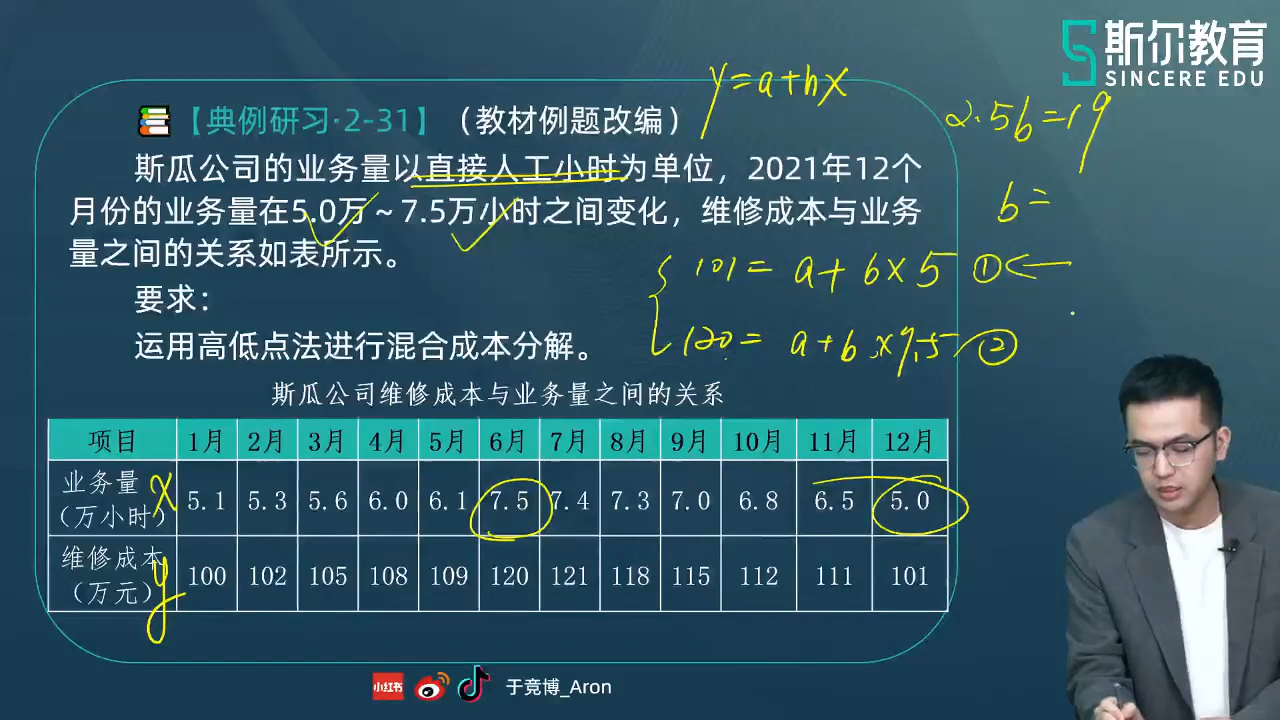 斯尔教育
SINCERE EDU
y=a+bx
2.5b=19
【典例研习·2-31】（教材例题改编）
斯瓜公司的业务量以直接人工小时为单位，2021年12个
月份的业务量在5.0万～7.5万小时之间变化，维修成本与业务
b=
量之间的关系如表所示。
101=a+b×5 ①
要求：
运用高低点法进行混合成本分解。
120=a+b×7.5 ②
斯瓜公司维修成本与业务量之间的关系
项目 1月 2月 3月 4月 5月 6月 7月 8月 9月 10月 11月 12月
业务量 x
（万小时） 5.1 5.3 5.6 6.0 6.1 7.5 7.4 7.3 7.0 6.8 6.5 5.0
维修成本 y
（万元） 100 102 105 108 109 120 121 118 115 112 111 101
小红书
于竞博_Aron